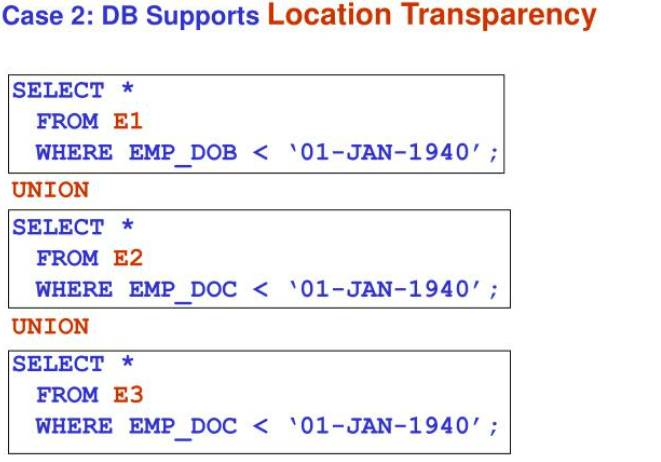 Case 2: DB Supports Location Transparency
SELECT *
FROM E1
WHERE EMP_DOB < ‘01-JAN-1940’;
UNION
SELECT *
FROM E2
WHERE EMP_DOC < ‘01-JAN-1940’;
UNION
SELECT *
FROM E3
WHERE EMP_DOC < ‘01-JAN-1940’;